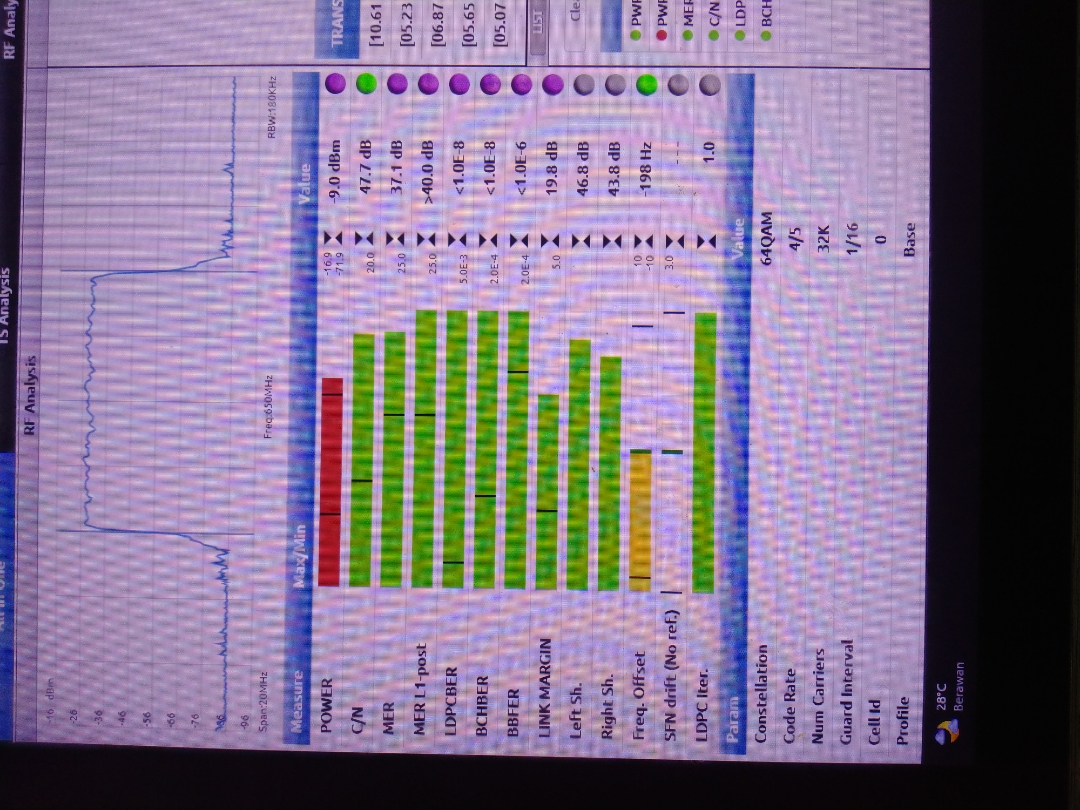 RF Analysis
TS Analysis
RF Analysis
-16 dBm
-26
-36
-46
-56
-66
-76
-86
-96
Span:20MHz
Freq:650MHz
RBW:180KHz
Measure Max/Min Value
POWER -16.9 -71.9 -9.0 dBm
C/N 20.0 47.7 dB
MER 25.0 37.1 dB
MER L1-post 25.0 >40.0 dB
LDPCBER 5.0E-3 <1.0E-8
BCHBER 2.0E-4 <1.0E-8
BBFER 2.0E-4 <1.0E-6
LINK MARGIN 5.0 19.8 dB
Left Sh. 46.8 dB
Right Sh. 43.8 dB
Freq. Offset 10 -10 -198 Hz
SFN drift (No ref.) 3.0 ---
LDPC Iter. 1.0
Param Value
Constellation 64QAM
Code Rate 4/5
Num Carriers 32K
Guard Interval 1/16
Cell Id 0
Profile Base
TRANS
[10.61
[05.23
[06.87
[05.65
[05.07
LIST
Cle
PWR
PWR
MER
C/N
LDP
BCH
28°C
Berawan